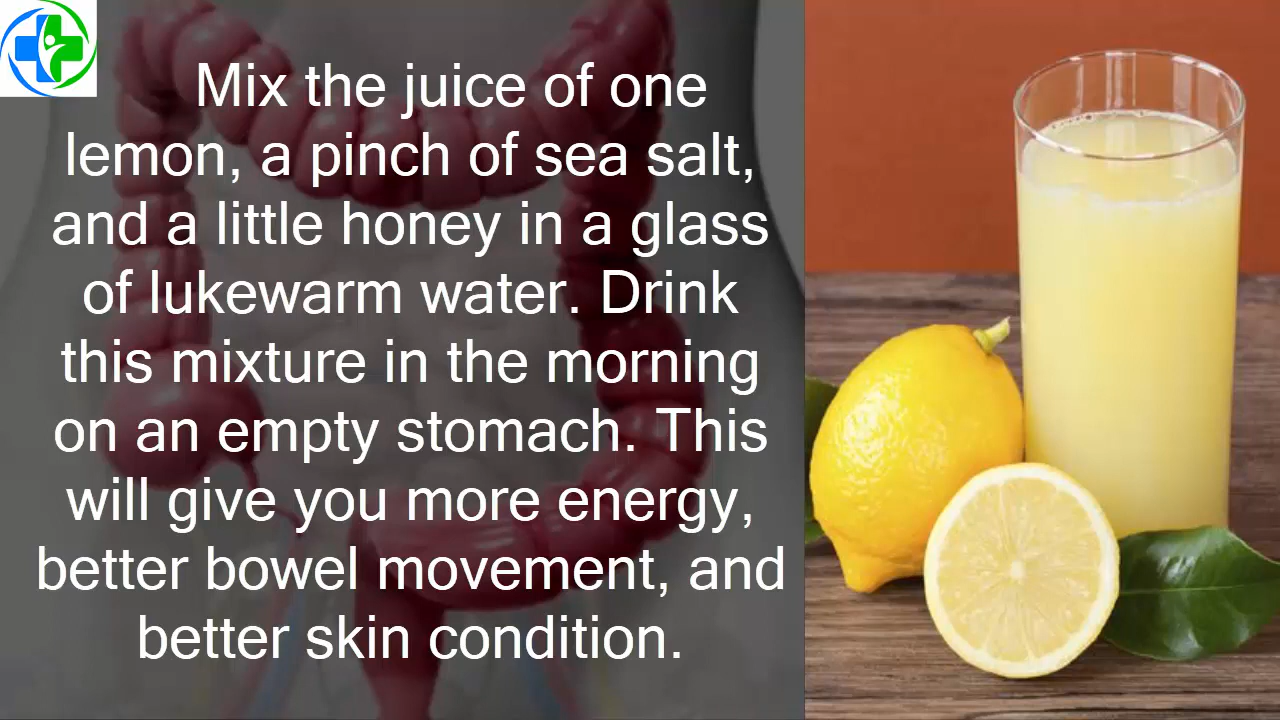 Mix the juice of one
lemon, a pinch of sea salt,
and a little honey in a glass
of lukewarm water. Drink
this mixture in the morning
on an empty stomach. This
will give you more energy,
better bowel movement, and
better skin condition.